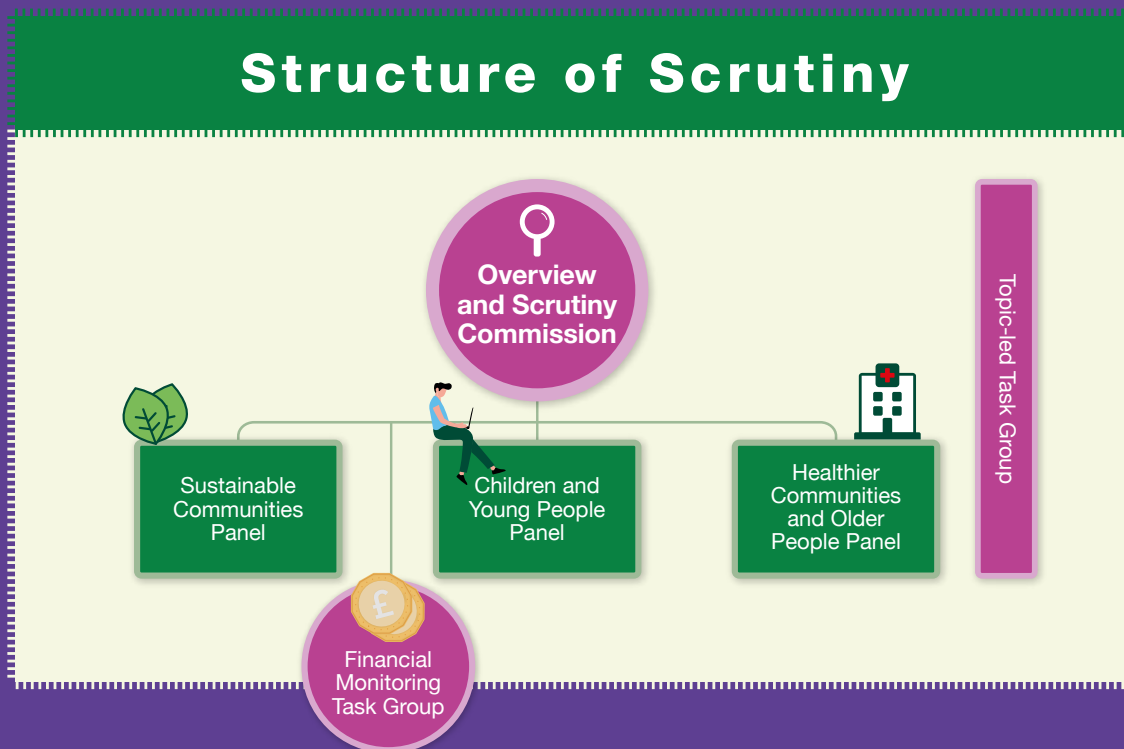 Structure of Scrutiny
Overview
and Scrutiny
Commission
Sustainable
Communities
Panel
Children and
Young People
Panel
Healthier
Communities
and Older
People Panel
Topic-led Task Group
£
Financial
Monitoring
Task Group